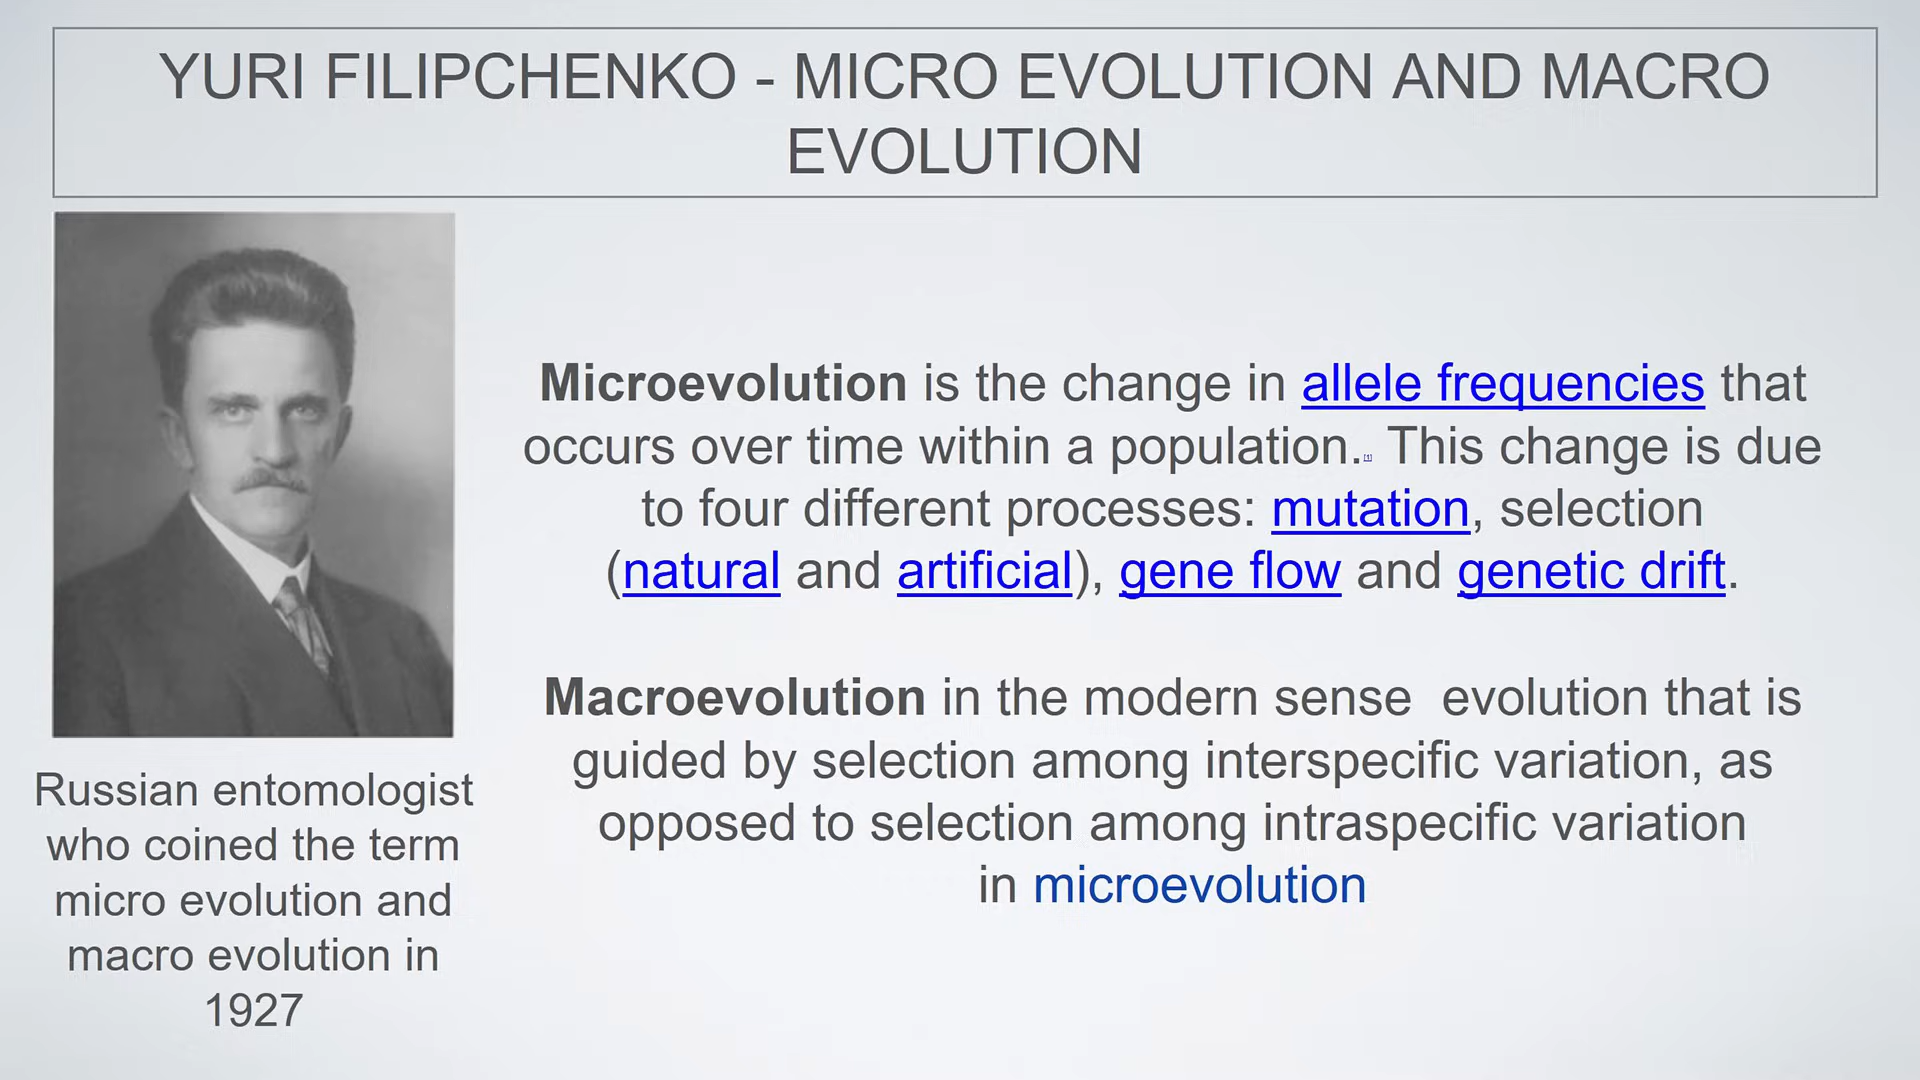 YURI FILIPCHENKO - MICRO EVOLUTION AND MACRO
EVOLUTION
Microevolution is the change in allele frequencies that
occurs over time within a population.[1] This change is due
to four different processes: mutation, selection
(natural and artificial), gene flow and genetic drift.
Macroevolution in the modern sense evolution that is
guided by selection among interspecific variation, as
opposed to selection among intraspecific variation
in microevolution
Russian entomologist
who coined the term
micro evolution and
macro evolution in
1927